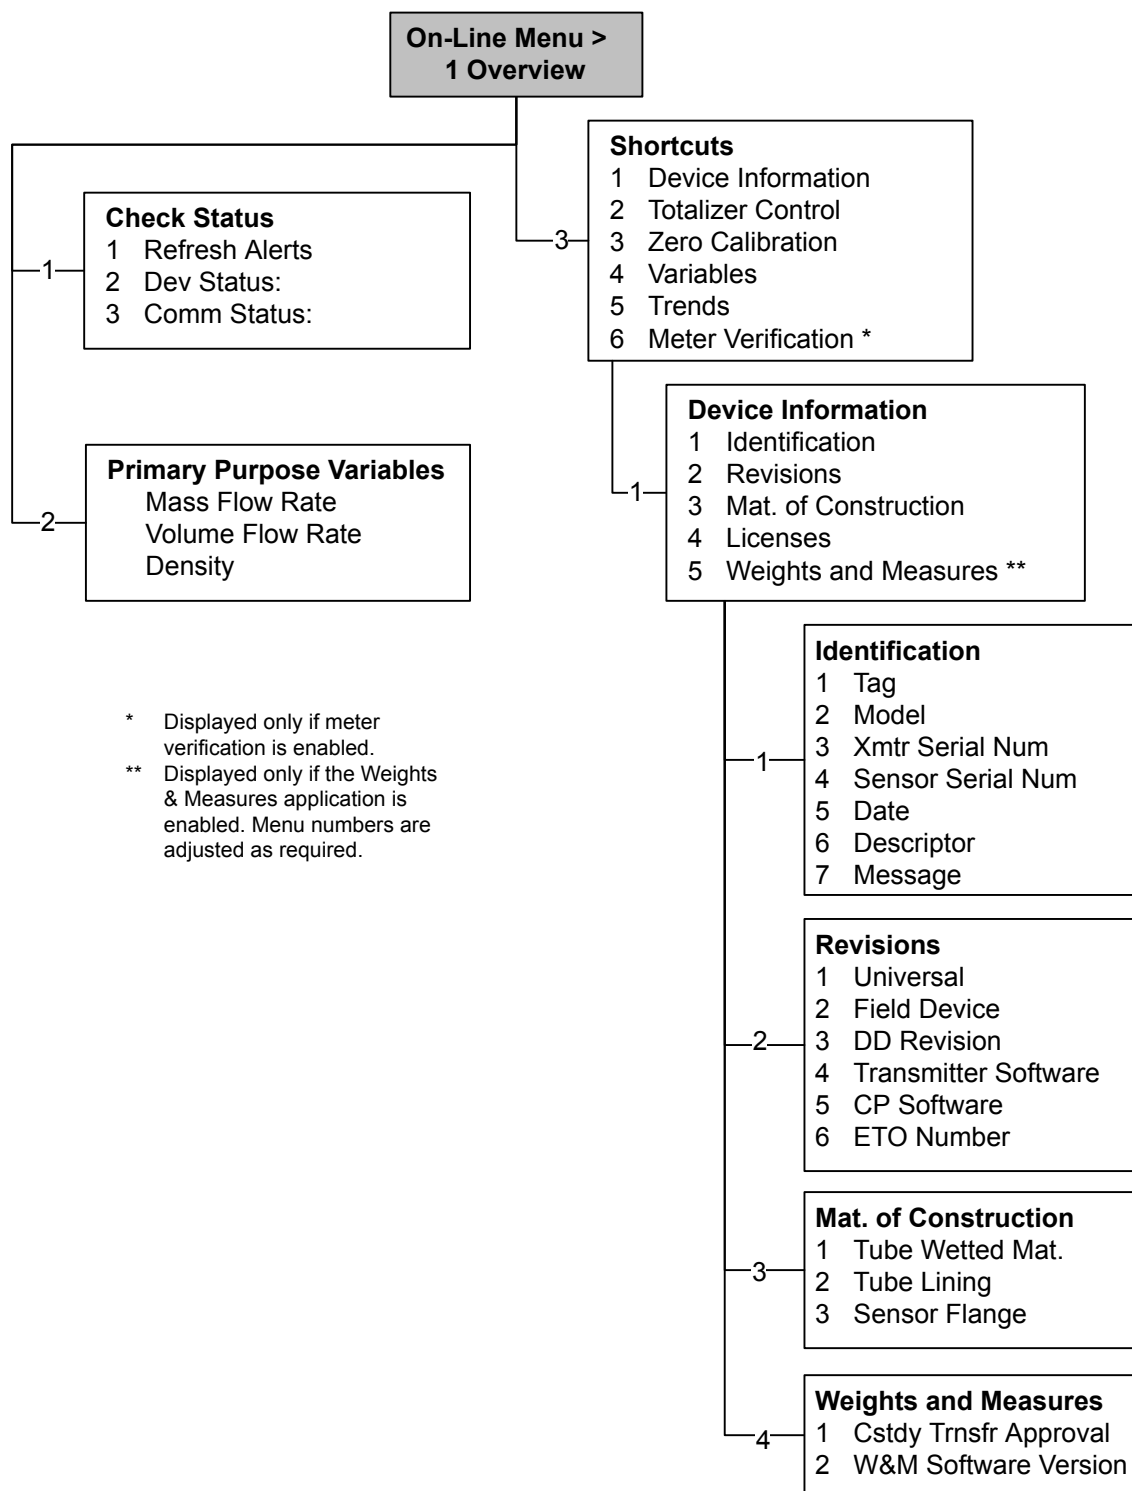 On-Line Menu >
1 Overview
Shortcuts
1 Device Information
2 Totalizer Control
3 Zero Calibration
4 Variables
5 Trends
6 Meter Verification *
3
Check Status
1 Refresh Alerts
2 Dev Status:
3 Comm Status:
1
Device Information
1 Identification
2 Revisions
3 Mat. of Construction
4 Licenses
5 Weights and Measures **
1
Primary Purpose Variables
Mass Flow Rate
Volume Flow Rate
Density
2
Identification
1 Tag
2 Model
3 Xmtr Serial Num
4 Sensor Serial Num
5 Date
6 Descriptor
7 Message
1
* Displayed only if meter
verification is enabled.
** Displayed only if the Weights
& Measures application is
enabled. Menu numbers are
adjusted as required.
Revisions
1 Universal
2 Field Device
3 DD Revision
4 Transmitter Software
5 CP Software
6 ETO Number
2
Mat. of Construction
1 Tube Wetted Mat.
2 Tube Lining
3 Sensor Flange
3
Weights and Measures
1 Cstdy Trnsfr Approval
2 W&M Software Version
4